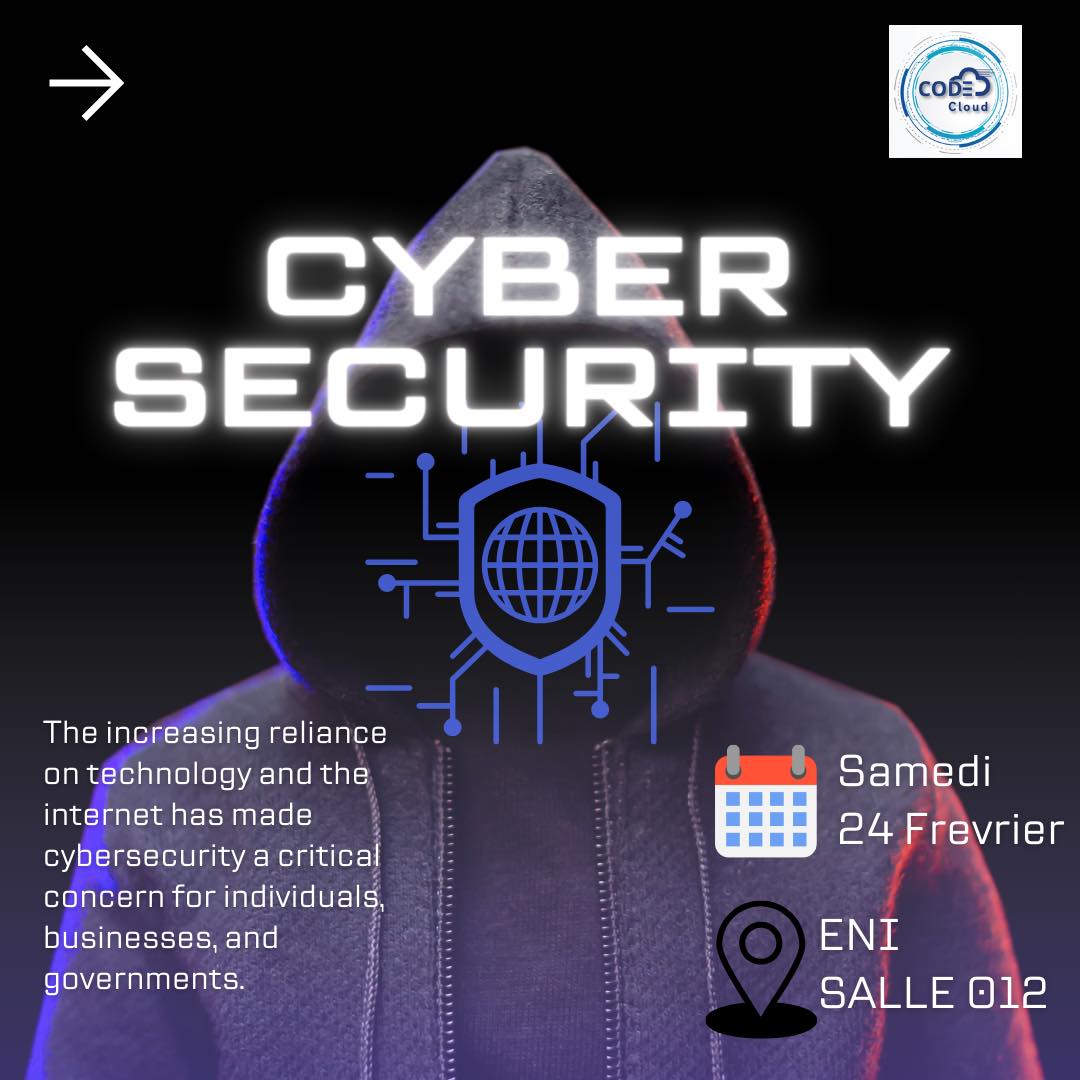 CODE
Cloud
CYBER
SECURITY
The increasing reliance
on technology and the
internet has made
cybersecurity a critical
concern for individuals,
businesses, and
governments.
Samedi
24 Frevrier
ENI
SALLE 012